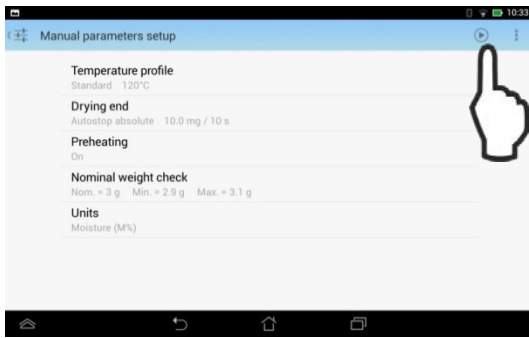 10:33
Manual parameters setup
Temperature profile
Standard 120°C
Drying end
Autostop absolute 10.0 mg / 10 s
Preheating
On
Nominal weight check
Nom. = 3 g Min. = 2.9 g Max. = 3.1 g
Units
Moisture (M%)